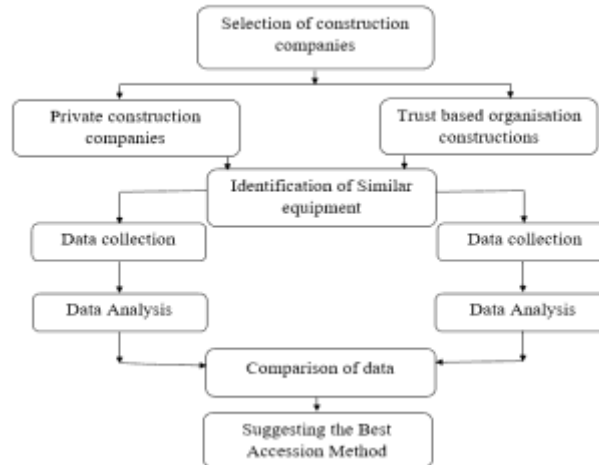 Selection of construction
companies
Private construction
companies
Trust based organisation
constructions
Identification of Similar
equipment
Data collection
Data collection
Data Analysis
Data Analysis
Comparison of data
Suggesting the Best
Accession Method